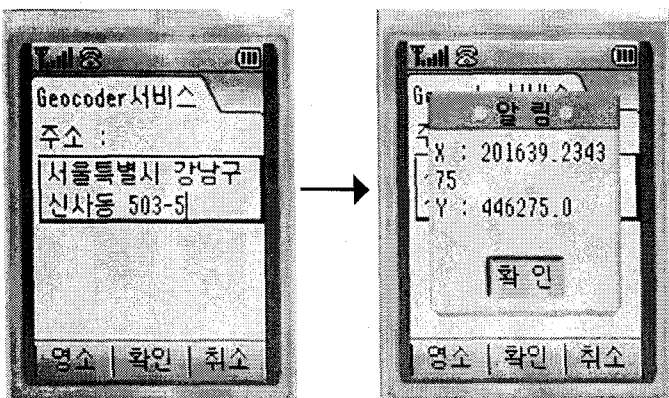 Geocoder서비스
주소 :
서울특별시 강남구
신사동 503-5
영소 확인 취소
알 링
X : 201639.2343
75
Y : 446275.0
확 인
영소 확인 취소